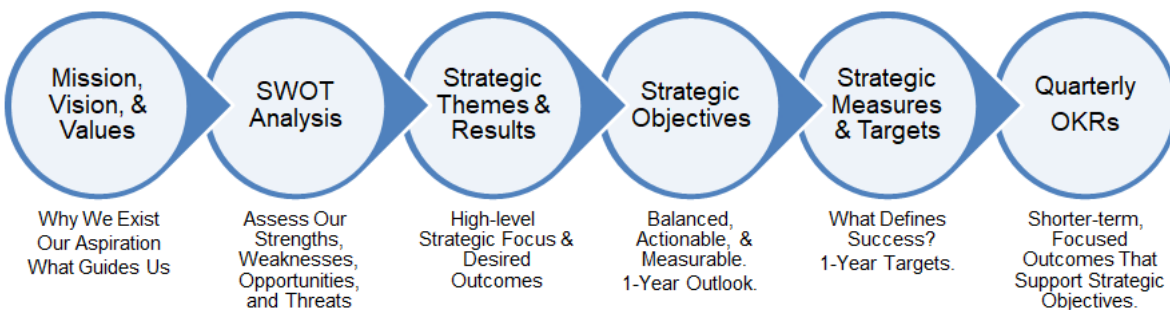 Mission,
Vision, &
Values
SWOT
Analysis
Strategic
Themes &
Results
Strategic
Objectives
Strategic
Measures
& Targets
Quarterly
OKRs
Why We Exist
Our Aspiration
What Guides Us
Assess Our
Strengths,
Weaknesses,
Opportunities,
and Threats
High-level
Strategic Focus &
Desired
Outcomes
Balanced,
Actionable, &
Measurable.
1-Year Outlook.
What Defines
Success?
1-Year Targets.
Shorter-term,
Focused
Outcomes That
Support Strategic
Objectives.